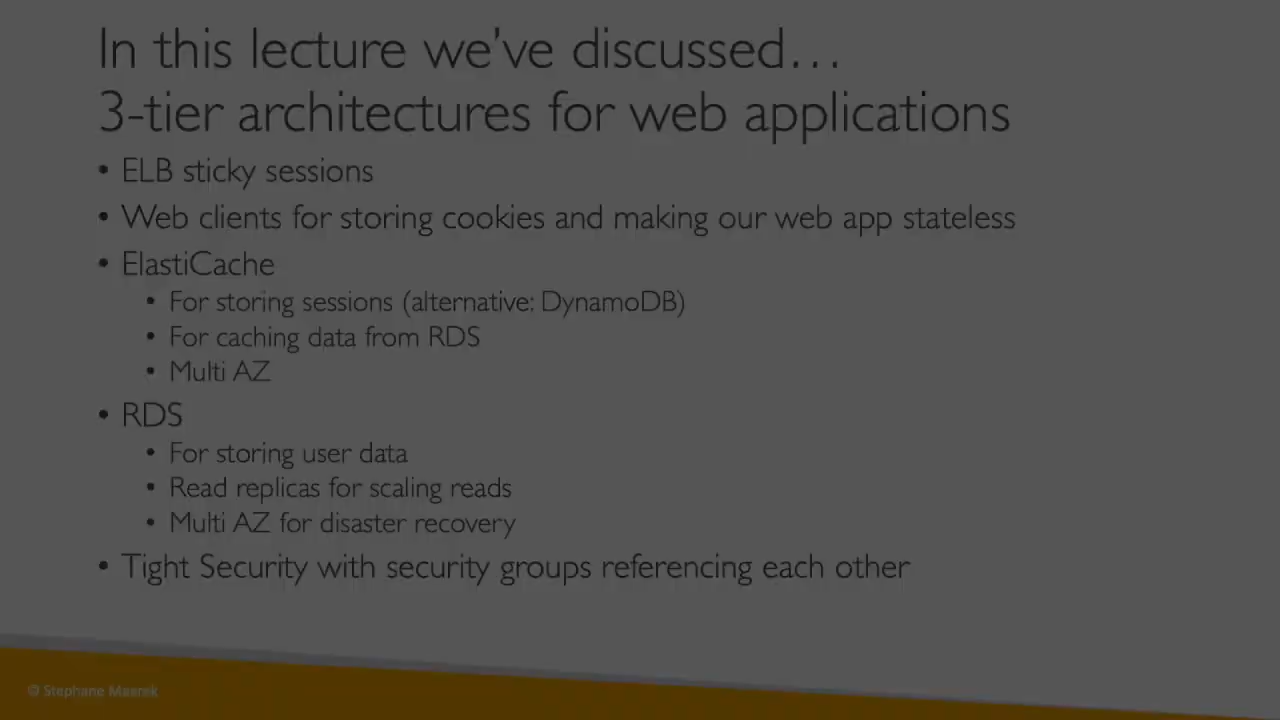 In this lecture we've discussed…
3-tier architectures for web applications
• ELB sticky sessions
• Web clients for storing cookies and making our web app stateless
• ElastiCache
• For storing sessions (alternative: DynamoDB)
• For caching data from RDS
• Multi AZ
• RDS
• For storing user data
• Read replicas for scaling reads
• Multi AZ for disaster recovery
• Tight Security with security groups referencing each other
© Stephane Maarek